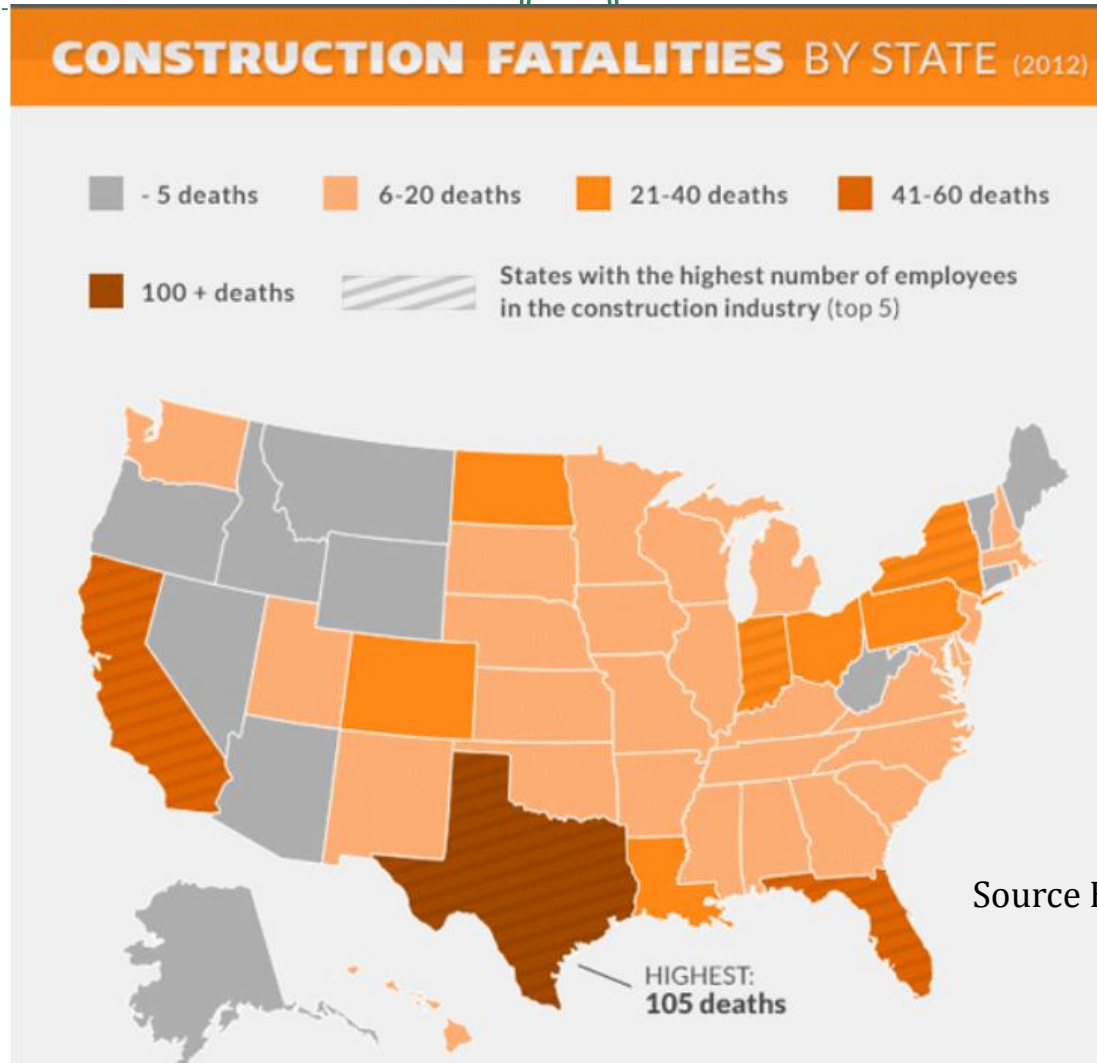 CONSTRUCTION FATALITIES BY STATE (2012)
- 5 deaths
6-20 deaths
21-40 deaths
41-60 deaths
100 + deaths
States with the highest number of employees
in the construction industry (top 5)
Source
HIGHEST:
105 deaths